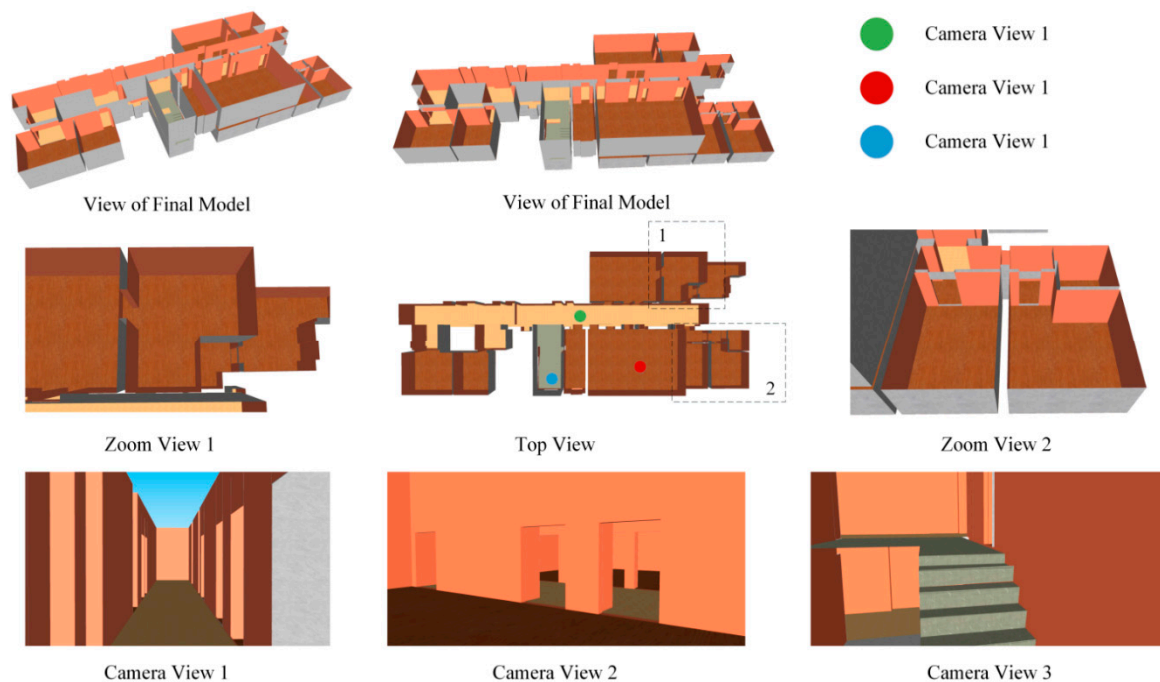 Camera View 1
Camera View 1
Camera View 1
View of Final Model
View of Final Model
1
2
Zoom View 1
Top View
Zoom View 2
Camera View 1
Camera View 2
Camera View 3